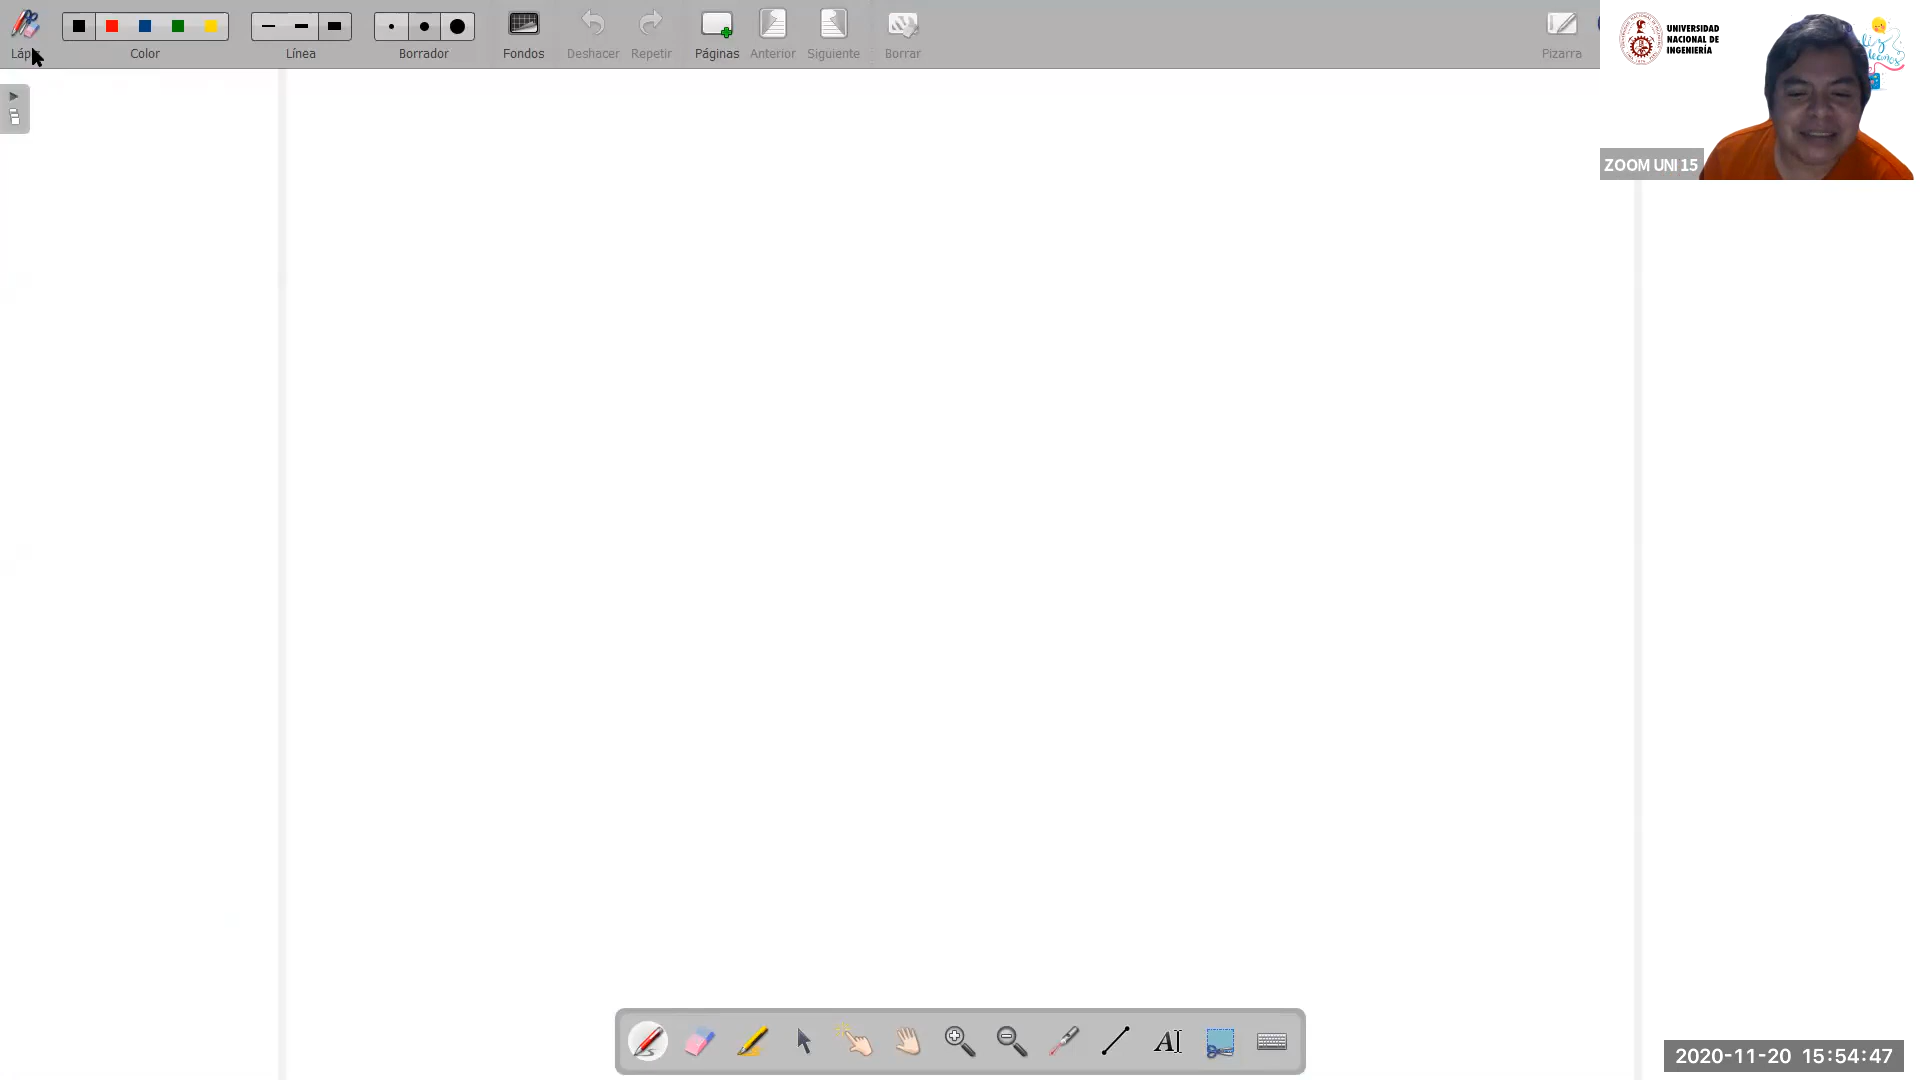 Lápi
Color
Línea
Borrador
Fondos
Deshacer
Repetir
Páginas
Anterior
Siguiente
Borrar
Pizarra
UNIVERSIDAD
NACIONAL DE
INGENIERÍA
ZOOM UNI 15
A
2020-11-20 15:54:47